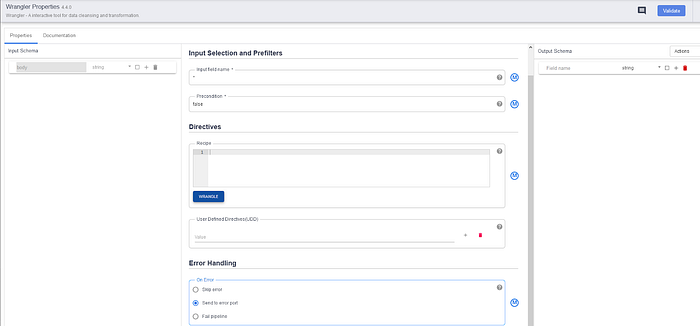 Wrangler Properties 4.4.0
Wrangler - A interactive tool for data cleansing and transformation.
Validate
Properties
Documentation
Input Schema
body
string
Input Selection and Prefilters
Input field name *
*
M
Precondition *
false
M
Directives
Recipe
1
WRANGLE
M
User Defined Directives(UDD)
Value
Error Handling
On Error
Skip error
Send to error port
Fail pipeline
M
Output Schema
Actions
Field name
string